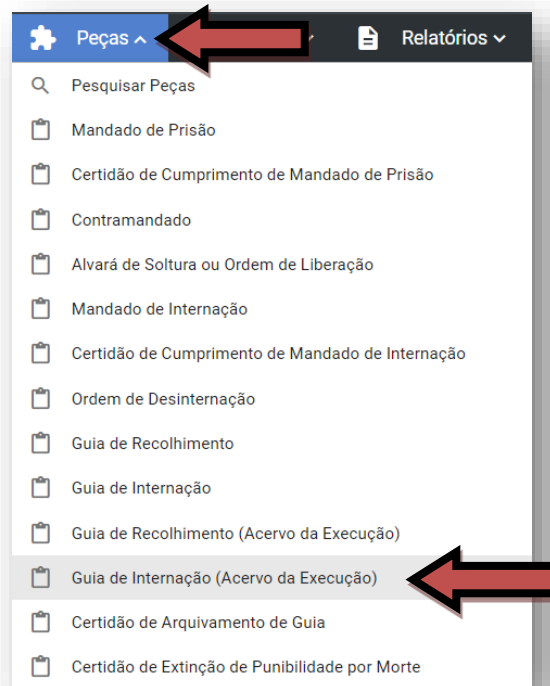 Peças
Relatórios
Pesquisar Peças
Mandado de Prisão
Certidão de Cumprimento de Mandado de Prisão
Contramandado
Alvará de Soltura ou Ordem de Liberação
Mandado de Internação
Certidão de Cumprimento de Mandado de Internação
Ordem de Desinternação
Guia de Recolhimento
Guia de Internação
Guia de Recolhimento (Acervo da Execução)
Guia de Internação (Acervo da Execução)
Certidão de Arquivamento de Guia
Certidão de Extinção de Punibilidade por Morte